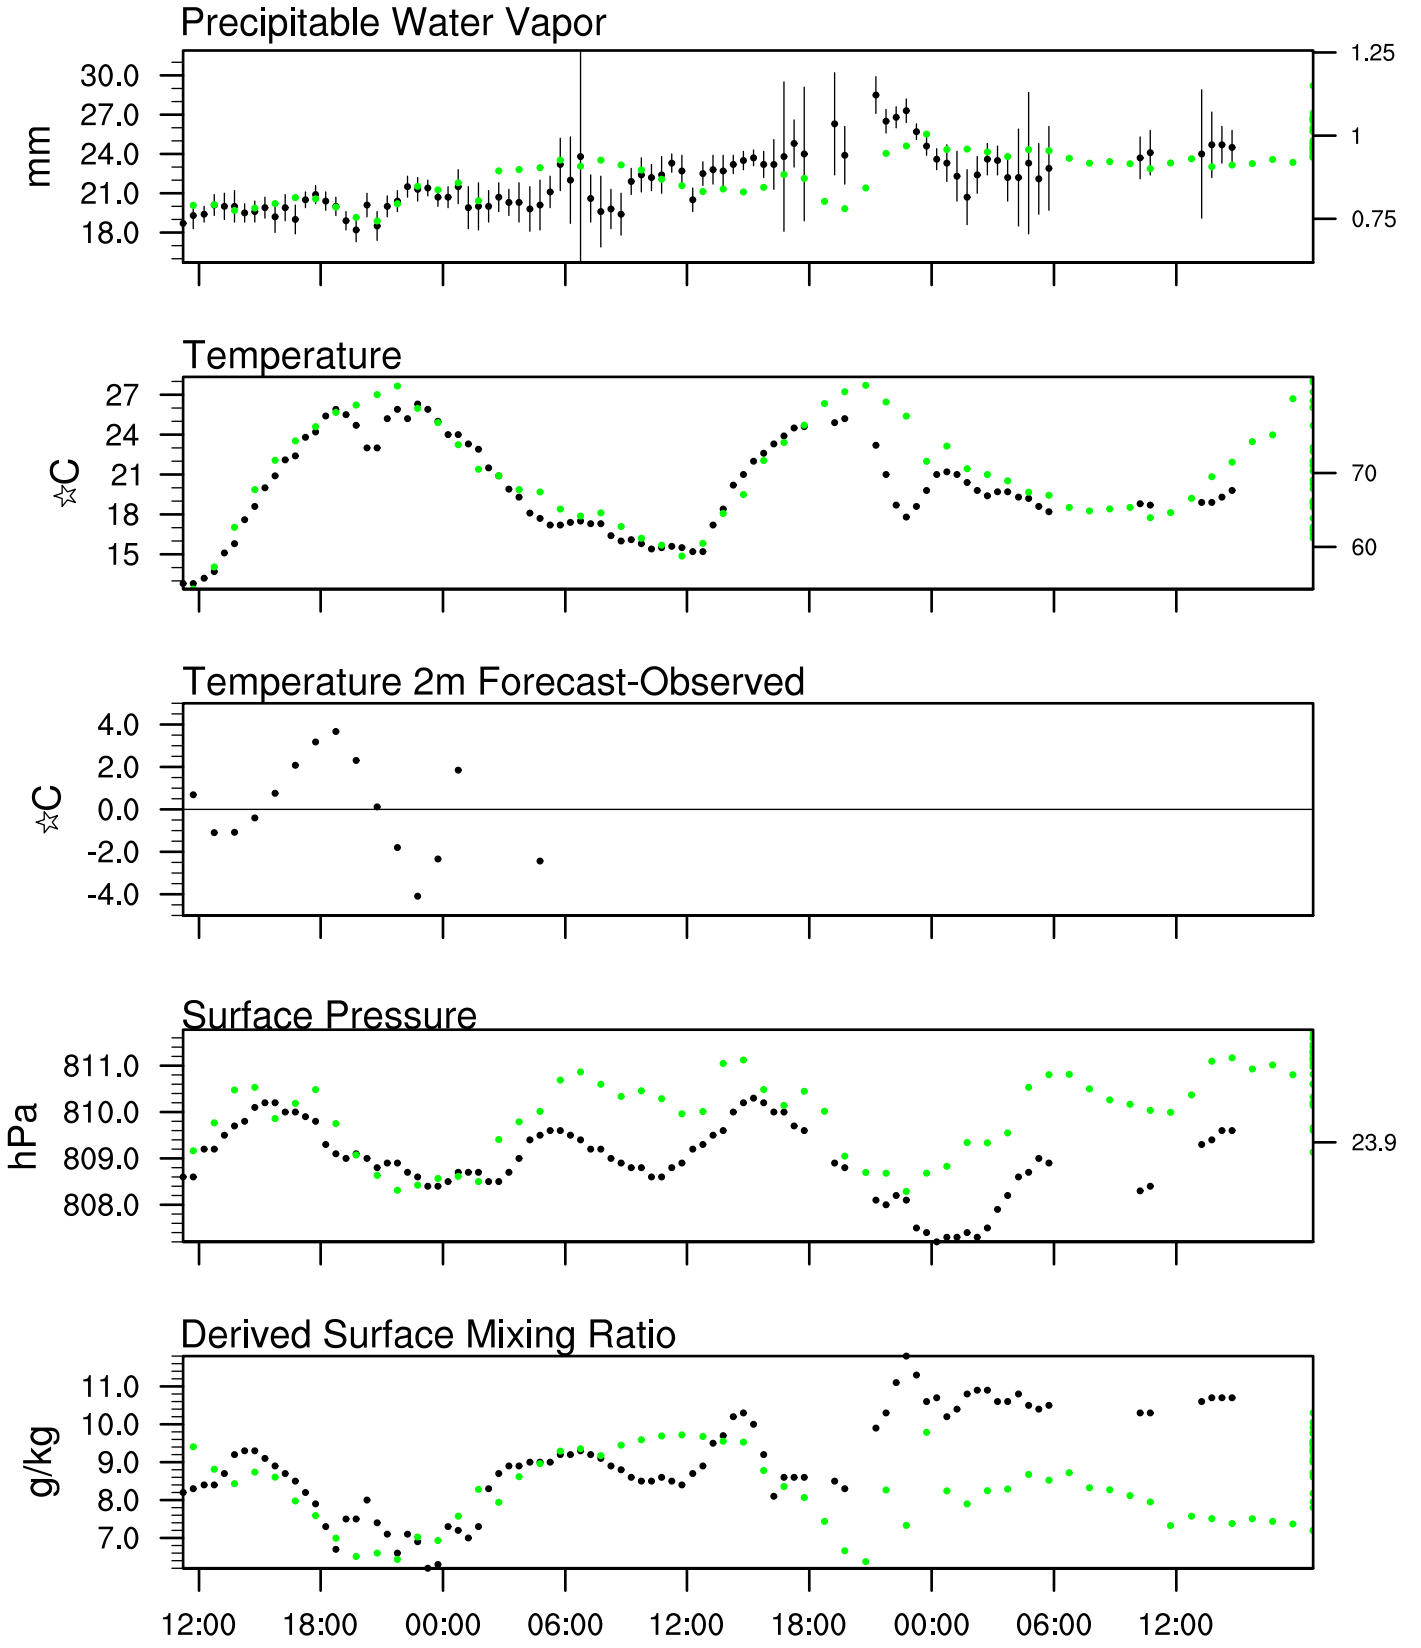 Precipitable Water Vapor
30.0
27.0
24.0
21.0
18.0
mm
1.25
1
0.75
Temperature
27
24
21
18
15
☆C
70
60
Temperature 2m Forecast-Observed
4.0
2.0
0.0
-2.0
-4.0
☆C
Surface Pressure
811.0
810.0
809.0
808.0
hPa
23.9
Derived Surface Mixing Ratio
11.0
10.0
9.0
8.0
7.0
g/kg
12:00 18:00 00:00 06:00 12:00 18:00 00:00 06:00 12:00